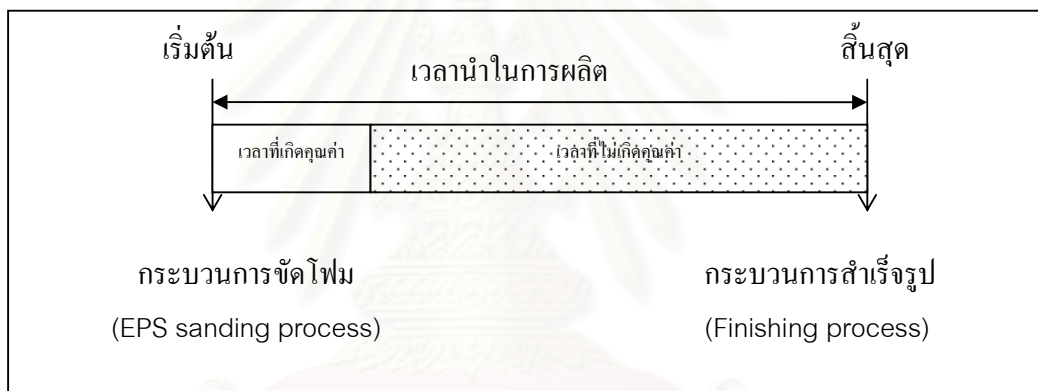 เริ่มต้น
สิ้นสุด
เวลานำในการผลิต
เวลาที่เกิดคุณค่า
เวลาที่ไม่เกิดคุณค่า
กระบวนการขัดโฟม
(EPS sanding process)
กระบวนการสำเร็จรูป
(Finishing process)